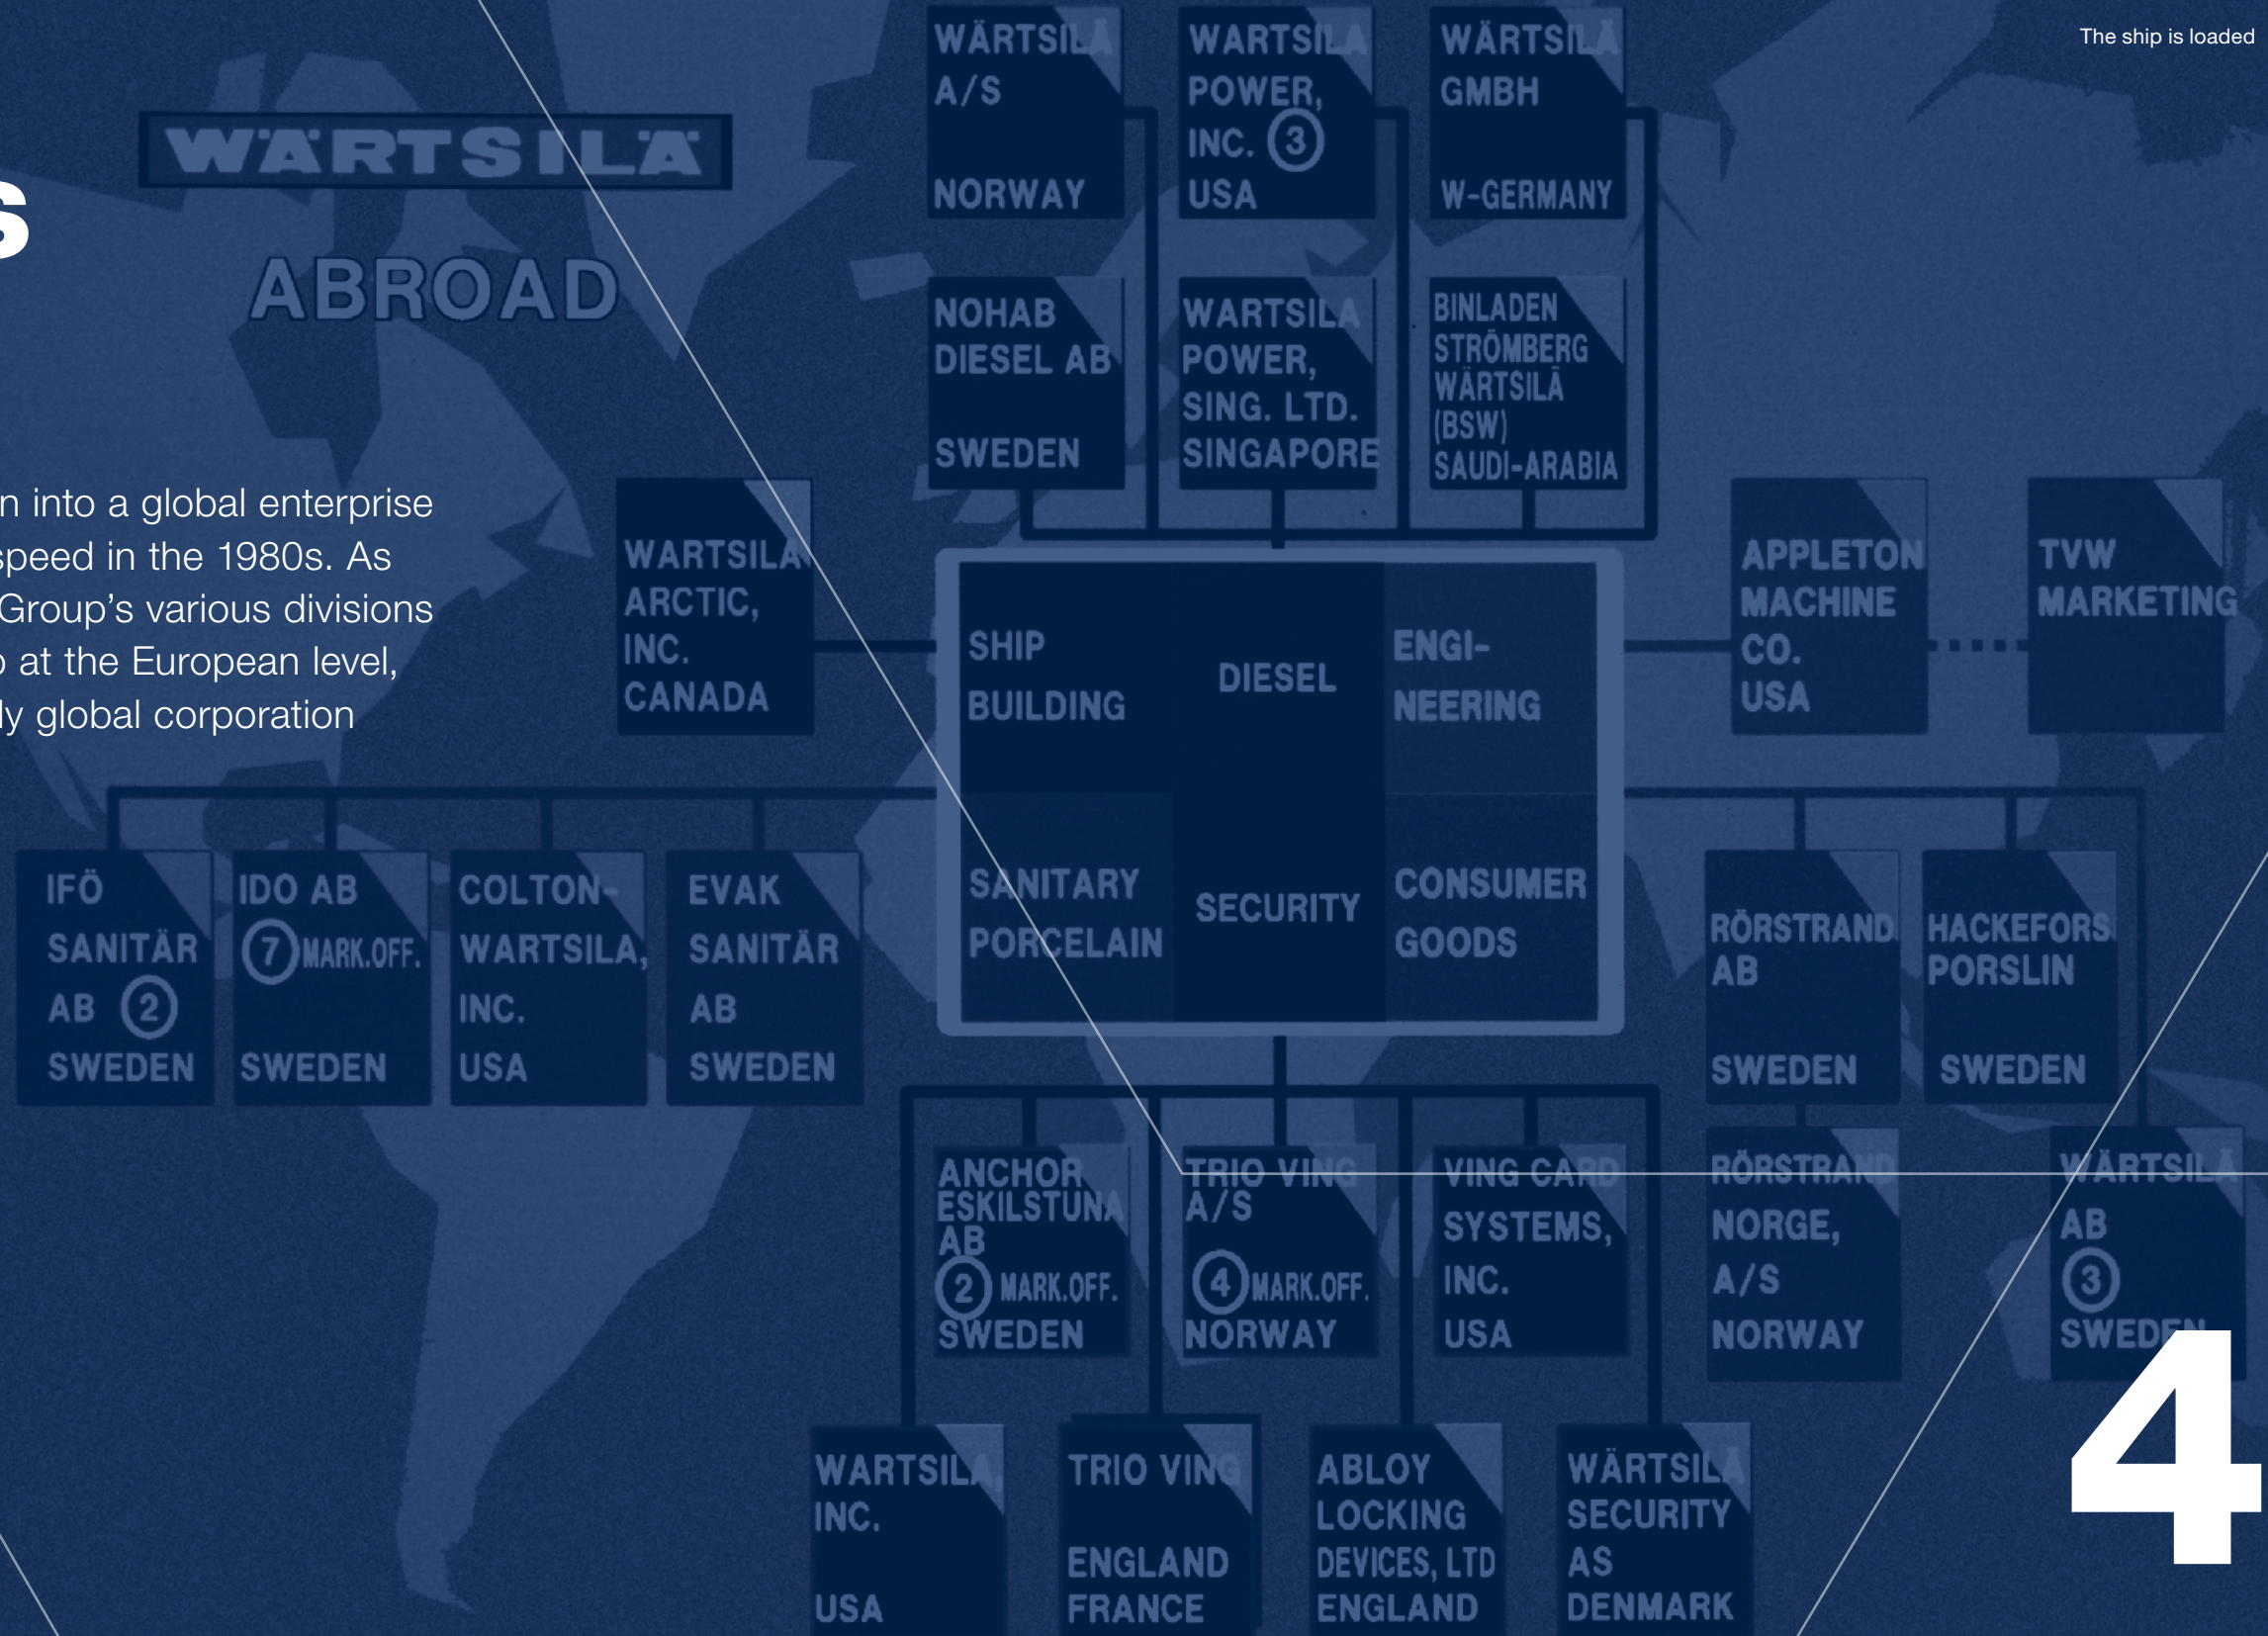 The ship is loaded
s
n into a global enterprise
speed in the 1980s. As
Group's various divisions
o at the European level,
ly global corporation
WÄRTSILÄ
ABROAD
WÄRTSILÄ
A/S
NORWAY
WARTSILA
POWER,
INC. 3
USA
WÄRTSILÄ
GMBH
W-GERMANY
NOHAB
DIESEL AB
SWEDEN
WARTSILA
POWER,
SING. LTD.
SINGAPORE
BINLADEN
STRÖMBERG
WÄRTSILÄ
(BSW)
SAUDI-ARABIA
WARTSILA
ARCTIC,
INC.
CANADA
SHIP
BUILDING
DIESEL
ENGI-
NEERING
APPLETON
MACHINE
CO.
USA
TVW
MARKETING
SANITARY
PORCELAIN
SECURITY
CONSUMER
GOODS
IFÖ
SANITÄR
AB 2
SWEDEN
IDO AB
7 MARK.OFF.
SWEDEN
COLTON-
WARTSILA,
INC.
USA
EVAK
SANITÄR
AB
SWEDEN
RÖRSTRAND
AB
SWEDEN
HACKEFORS
PORSLIN
SWEDEN
ANCHOR
ESKILSTUNA
AB
2 MARK.OFF.
SWEDEN
TRIO VING
A/S
4 MARK.OFF.
NORWAY
VING CARD
SYSTEMS,
INC.
USA
RÖRSTRAND
NORGE,
A/S
NORWAY
WÄRTSILÄ
AB
3
SWEDEN
WARTSILA,
INC.
USA
TRIO VING
ENGLAND
FRANCE
ABLOY
LOCKING
DEVICES, LTD
ENGLAND
WÄRTSILÄ
SECURITY
AS
DENMARK
4